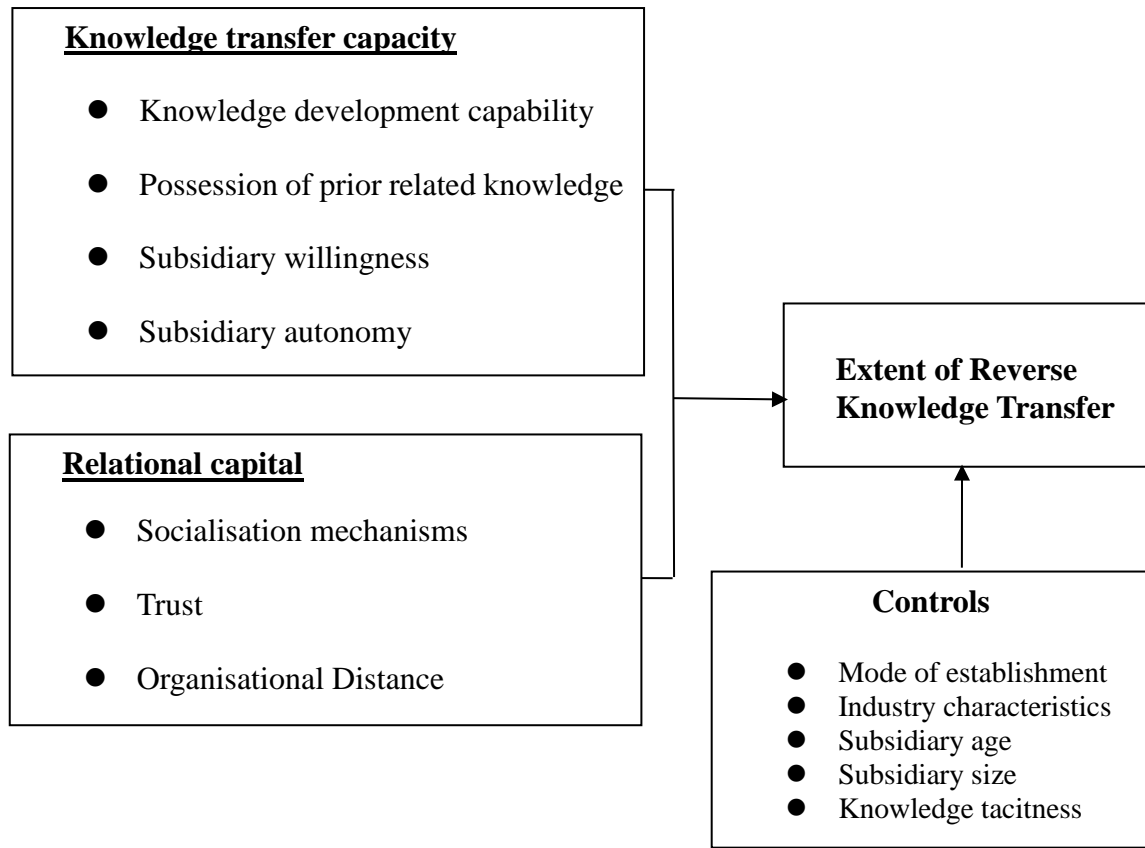 Knowledge transfer capacity
● Knowledge development capability
● Possession of prior related knowledge
● Subsidiary willingness
● Subsidiary autonomy
Extent of Reverse
Knowledge Transfer
Relational capital
● Socialisation mechanisms
● Trust
● Organisational Distance
Controls
● Mode of establishment
● Industry characteristics
● Subsidiary age
● Subsidiary size
● Knowledge tacitness